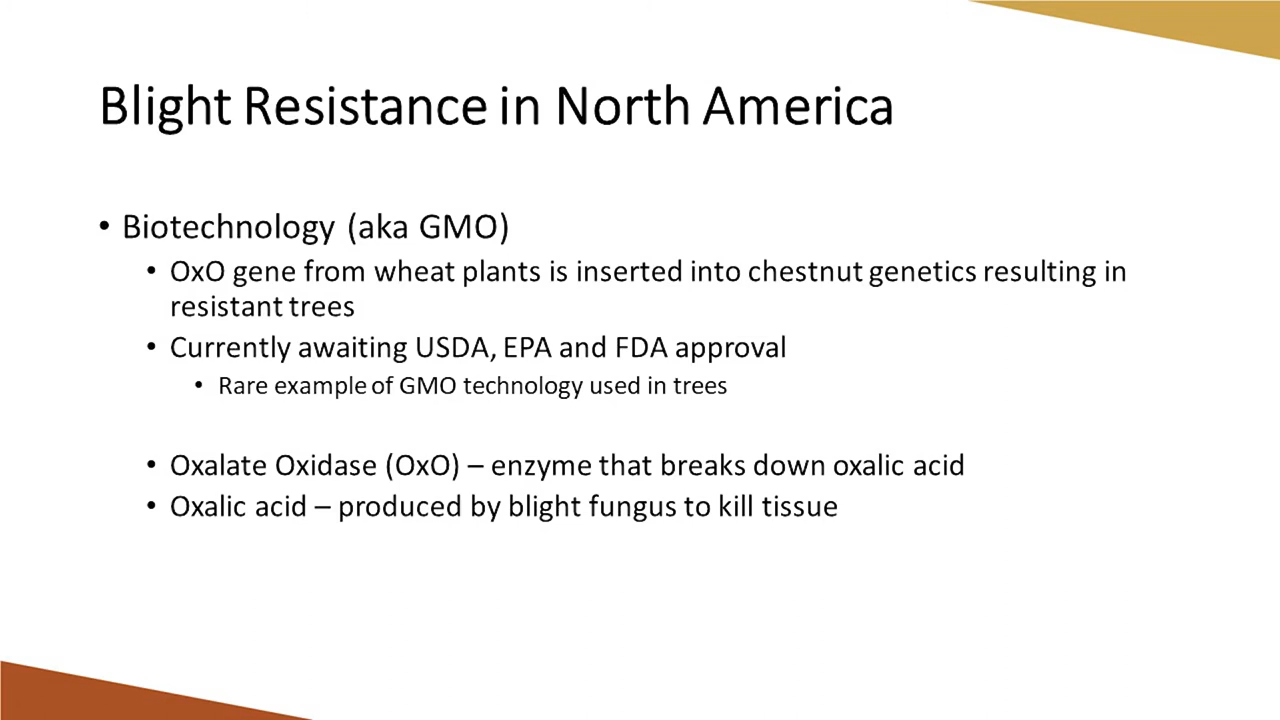 Blight Resistance in North America
• Biotechnology (aka GMO)
• OxO gene from wheat plants is inserted into chestnut genetics resulting in
resistant trees
• Currently awaiting USDA, EPA and FDA approval
• Rare example of GMO technology used in trees
• Oxalate Oxidase (OxO) – enzyme that breaks down oxalic acid
• Oxalic acid – produced by blight fungus to kill tissue